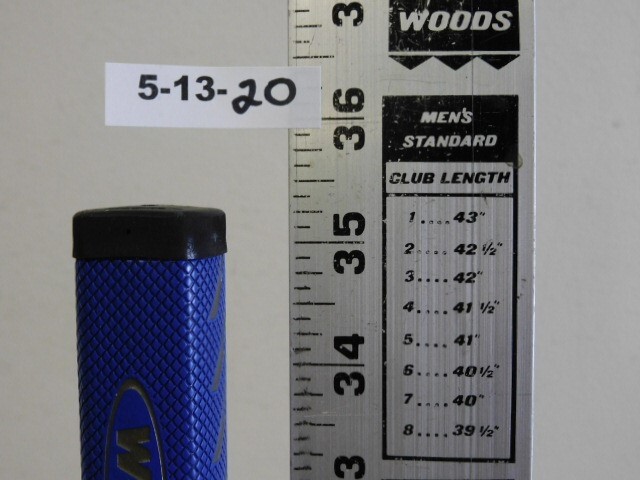 WOODS
5-13-20
36
MEN'S
STANDARD
CLUB LENGTH
1....43"
2....42 1/2"
3....42"
4....41 1/2"
5....41"
6....40 1/2"
7....40"
8....39 1/2"
35
34
3
3
W